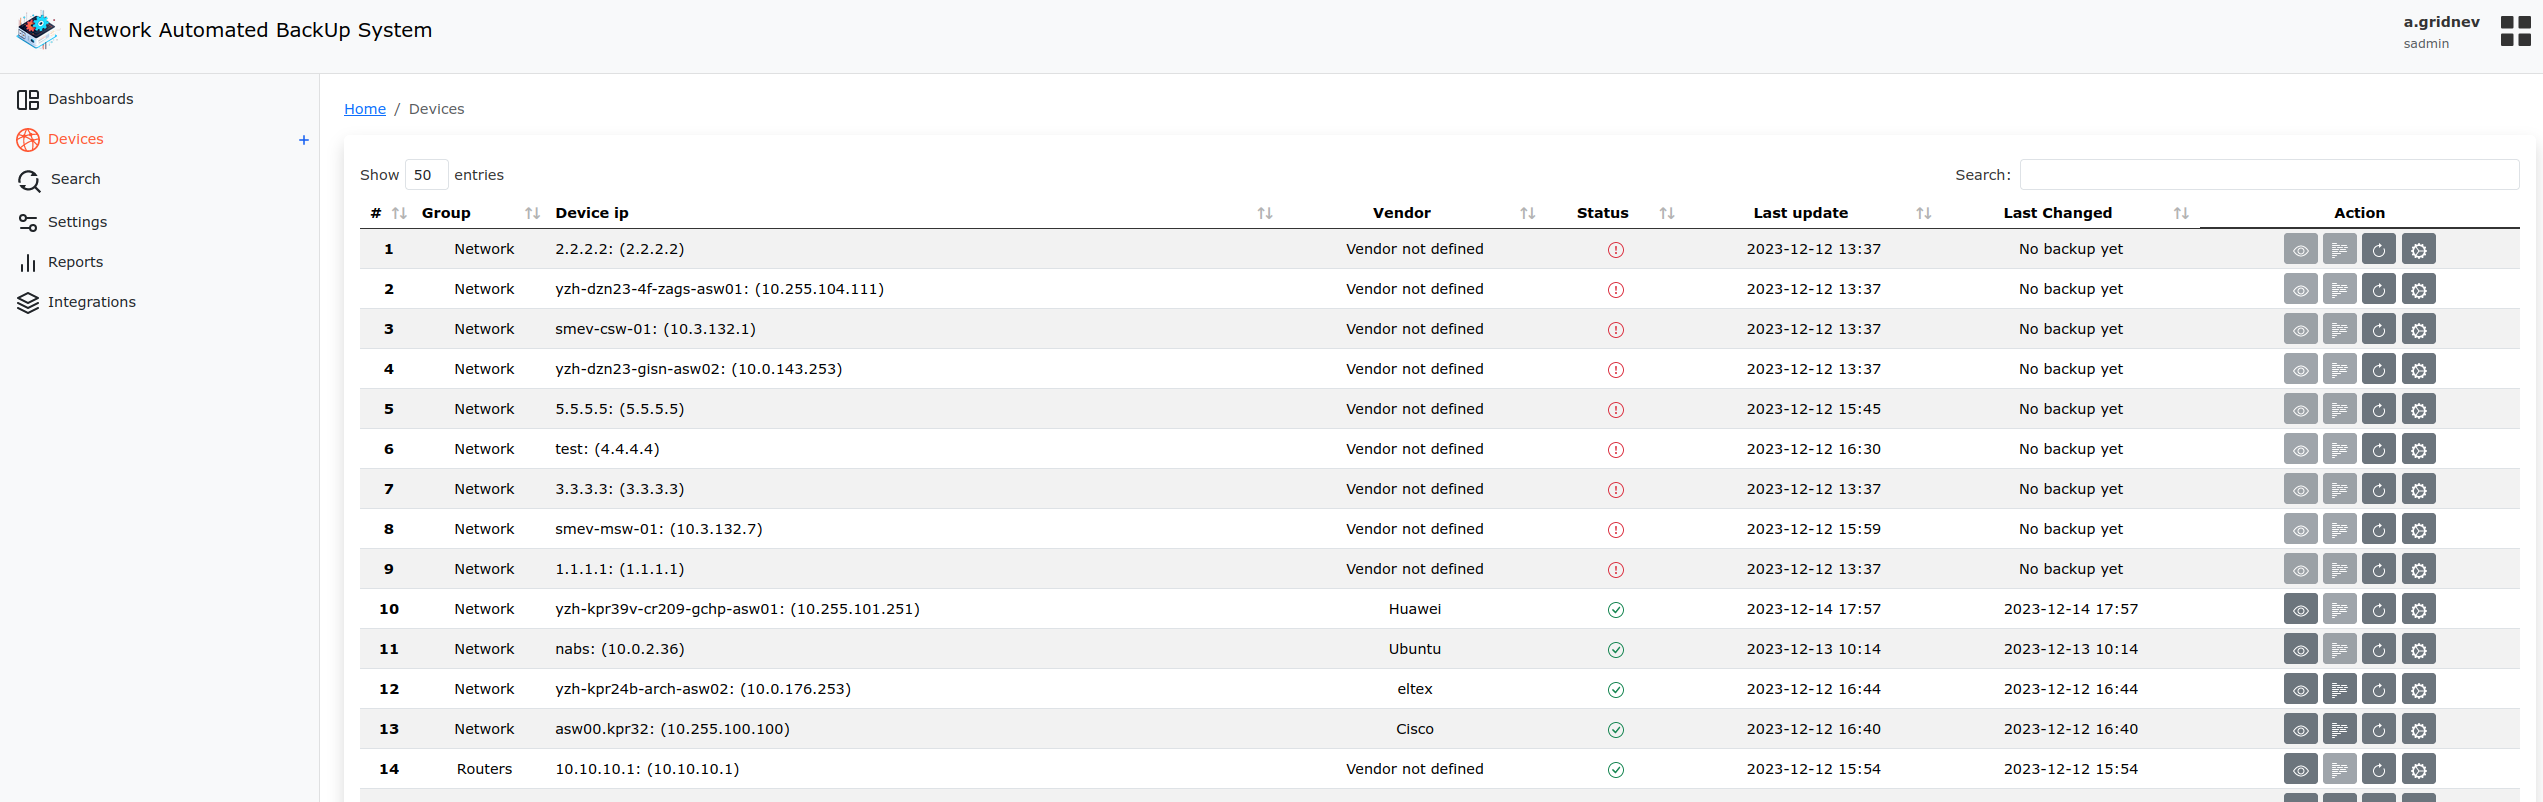 Network Automated BackUp System
a.gridnev
sadmin
Dashboards
Devices +
Search
Settings
Reports
Integrations
Home / Devices
Show 50 entries Search:
# Group Device ip Vendor Status Last update Last Changed Action
1 Network 2.2.2.2: (2.2.2.2) Vendor not defined 2023-12-12 13:37 No backup yet
2 Network yzh-dzn23-4f-zags-asw01: (10.255.104.111) Vendor not defined 2023-12-12 13:37 No backup yet
3 Network smev-csw-01: (10.3.132.1) Vendor not defined 2023-12-12 13:37 No backup yet
4 Network yzh-dzn23-gisn-asw02: (10.0.143.253) Vendor not defined 2023-12-12 13:37 No backup yet
5 Network 5.5.5.5: (5.5.5.5) Vendor not defined 2023-12-12 15:45 No backup yet
6 Network test: (4.4.4.4) Vendor not defined 2023-12-12 16:30 No backup yet
7 Network 3.3.3.3: (3.3.3.3) Vendor not defined 2023-12-12 13:37 No backup yet
8 Network smev-msw-01: (10.3.132.7) Vendor not defined 2023-12-12 15:59 No backup yet
9 Network 1.1.1.1: (1.1.1.1) Vendor not defined 2023-12-12 13:37 No backup yet
10 Network yzh-kpr39v-cr209-gchp-asw01: (10.255.101.251) Huawei 2023-12-14 17:57 2023-12-14 17:57
11 Network nabs: (10.0.2.36) Ubuntu 2023-12-13 10:14 2023-12-13 10:14
12 Network yzh-kpr24b-arch-asw02: (10.0.176.253) eltex 2023-12-12 16:44 2023-12-12 16:44
13 Network asw00.kpr32: (10.255.100.100) Cisco 2023-12-12 16:40 2023-12-12 16:40
14 Routers 10.10.10.1: (10.10.10.1) Vendor not defined 2023-12-12 15:54 2023-12-12 15:54